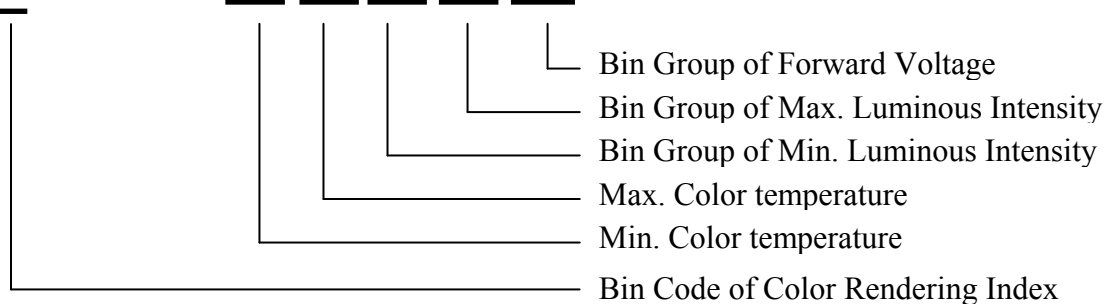 Bin Group of Forward Voltage
Bin Group of Max. Luminous Intensity
Bin Group of Min. Luminous Intensity
Max. Color temperature
Min. Color temperature
Bin Code of Color Rendering Index